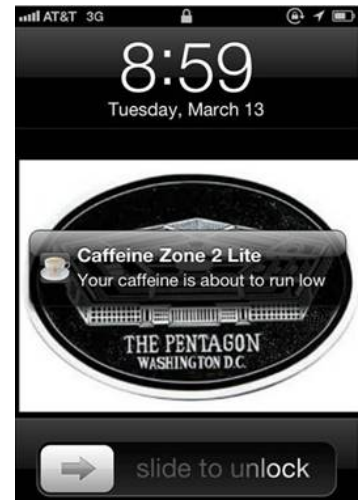 AT&T 3G
8:59
Tuesday, March 13
Caffeine Zone 2 Lite
Your caffeine is about to run low
THE PENTAGON
WASHINGTON D.C.
slide to unlock